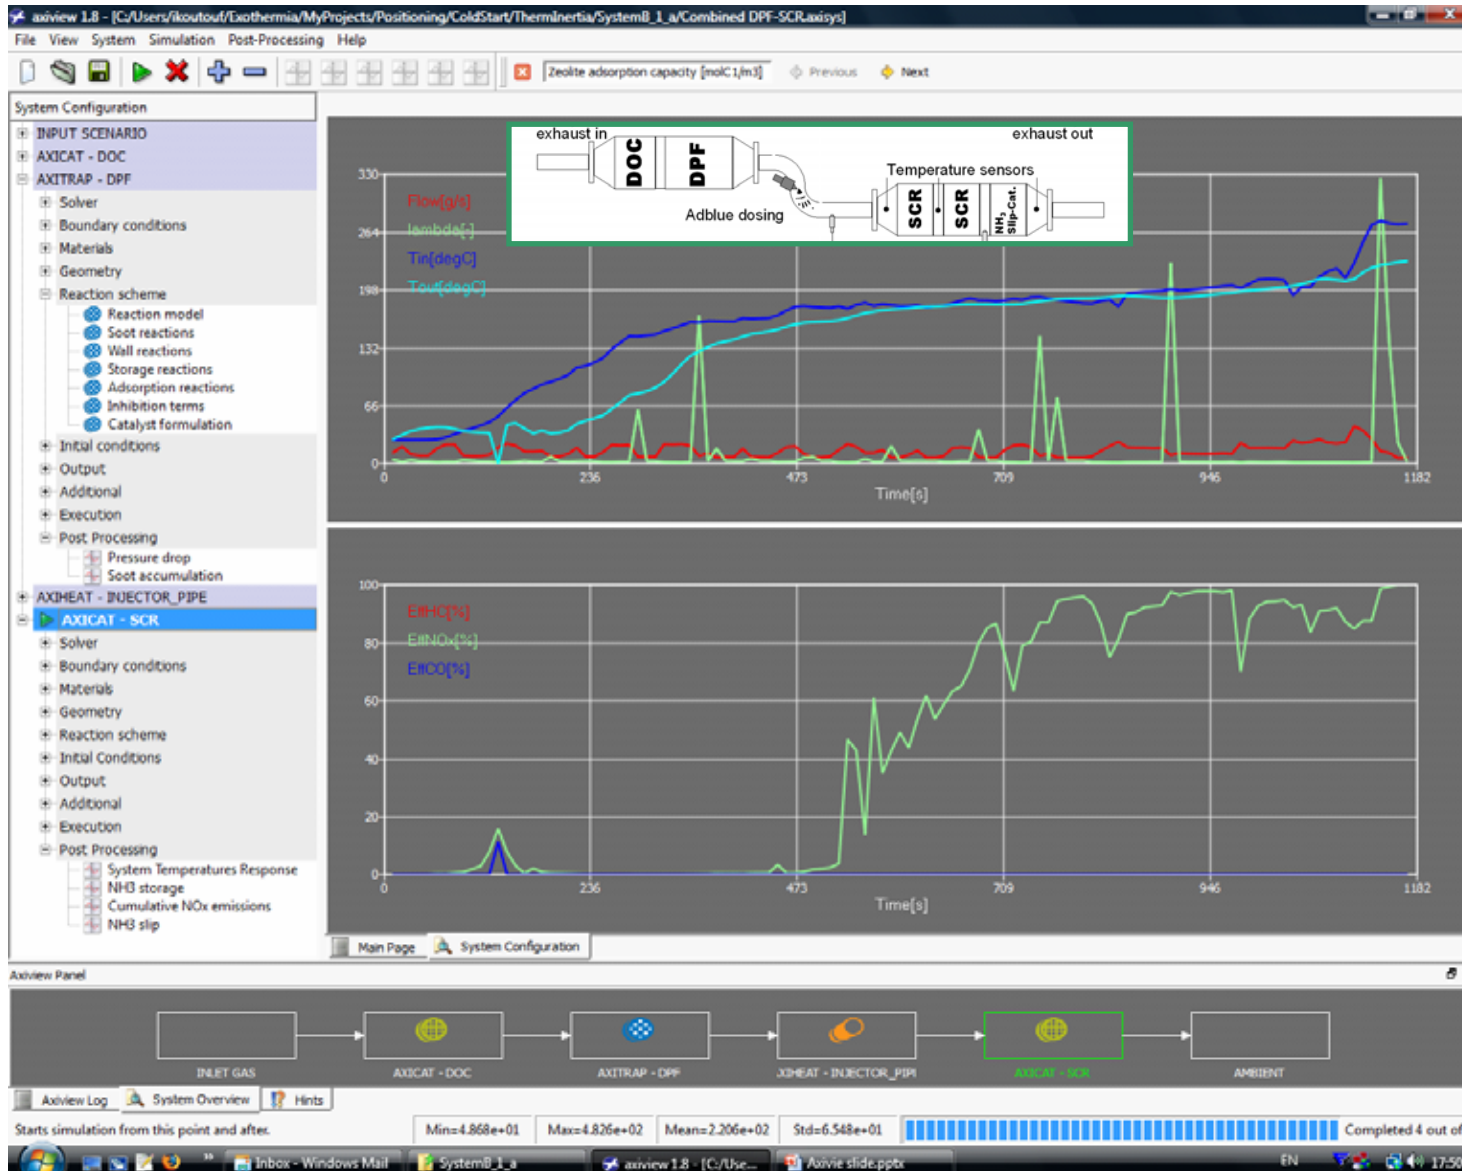 axiview 1.8 - [C:/Users/ikoutouf/Exothermia/MyProjects/Positioning/ColdStart/ThermInertia/SystemB_1_a/Combined DPF-SCR.axisys]
File View System Simulation Post-Processing Help
Zeolite adsorption capacity [molC1/m3] Previous Next
System Configuration
INPUT SCENARIO
AXICAT - DOC
AXITRAP - DPF
Solver
Boundary conditions
Materials
Geometry
Reaction scheme
Reaction model
Soot reactions
Wall reactions
Storage reactions
Adsorption reactions
Inhibition terms
Catalyst formulation
Initial conditions
Output
Additional
Execution
Post Processing
Pressure drop
Soot accumulation
AXIHEAT - INJECTOR_PIPE
AXICAT - SCR
Solver
Boundary conditions
Materials
Geometry
Reaction scheme
Initial Conditions
Output
Additional
Execution
Post Processing
System Temperatures Response
NH3 storage
Cumulative NOx emissions
NH3 slip
exhaust in
exhaust out
DOC
DPF
Adblue dosing
Temperature sensors
SCR
SCR
NH3
Slip-Cat.
Flow[g/s]
lambda[-]
Tin[degC]
Tout[degC]
330
264
198
132
66
0
0 236 473 709 946 1182
Time[s]
EffHC[%]
EffNOx[%]
EffCO[%]
100
80
60
40
20
0
0 236 473 709 946 1182
Time[s]
Main Page System Configuration
Axiview Panel
INLET GAS AXICAT - DOC AXITRAP - DPF XIHEAT - INJECTOR_PIPI AXICAT - SCR AMBIENT
Axiview Log System Overview Hints
Starts simulation from this point and after. Min=4.868e+01 Max=4.826e+02 Mean=2.206e+02 Std=6.548e+01 Completed 4 out of
Inbox - Windows Mail SystemB_1_a axiview 1.8 - [C:/Use... Axivie slide.pptx EN 17:50